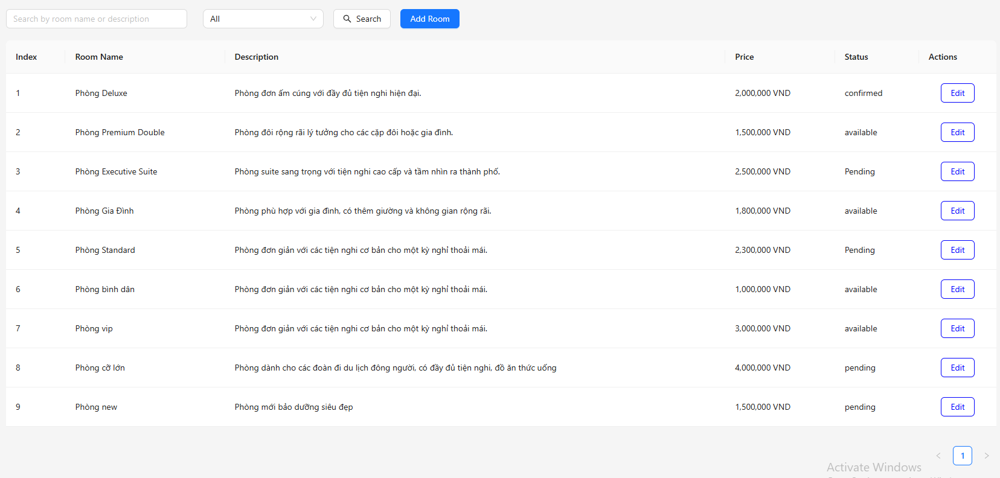 Search by room name or description All Search Add Room
Index Room Name Description Price Status Actions
1 Phòng Deluxe Phòng đơn ấm cúng với đầy đủ tiện nghi hiện đại. 2,000,000 VND confirmed Edit
2 Phòng Premium Double Phòng đôi rộng rãi lý tưởng cho các cặp đôi hoặc gia đình. 1,500,000 VND available Edit
3 Phòng Executive Suite Phòng suite sang trọng với tiện nghi cao cấp và tầm nhìn ra thành phố. 2,500,000 VND Pending Edit
4 Phòng Gia Đình Phòng phù hợp với gia đình, có thêm giường và không gian rộng rãi. 1,800,000 VND available Edit
5 Phòng Standard Phòng đơn giản với các tiện nghi cơ bản cho một kỳ nghỉ thoải mái. 2,300,000 VND Pending Edit
6 Phòng bình dân Phòng đơn giản với các tiện nghi cơ bản cho một kỳ nghỉ thoải mái. 1,000,000 VND available Edit
7 Phòng vip Phòng đơn giản với các tiện nghi cơ bản cho một kỳ nghỉ thoải mái. 3,000,000 VND available Edit
8 Phòng cỡ lớn Phòng dành cho các đoàn đi du lịch đông người, có đầy đủ tiện nghi, đồ ăn thức uống 4,000,000 VND pending Edit
9 Phòng new Phòng mới bảo dưỡng siêu đẹp 1,500,000 VND pending Edit
1
Activate Windows